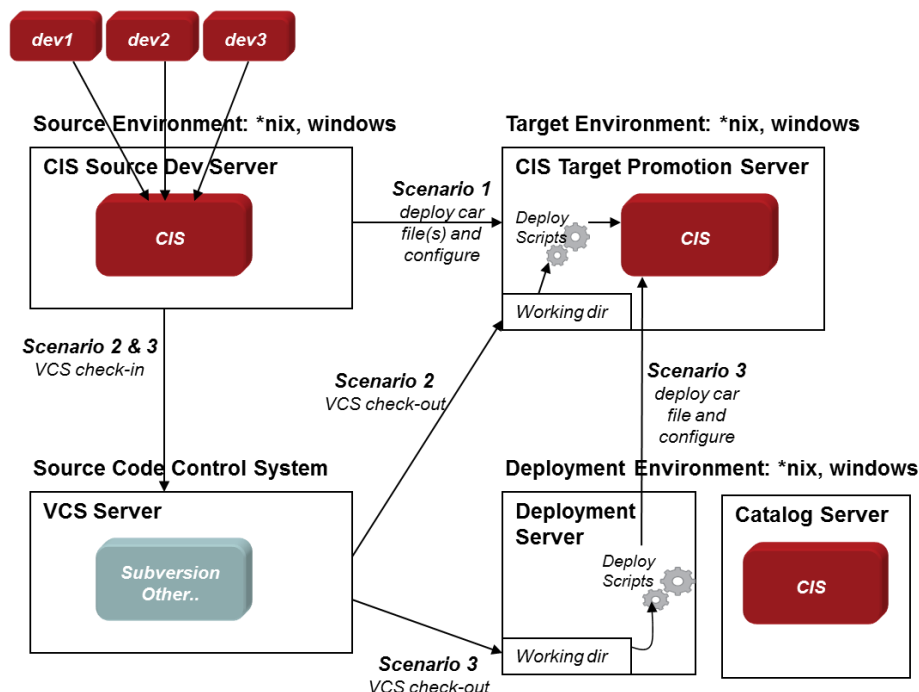 dev1
dev2
dev3
Source Environment: *nix, windows
CIS Source Dev Server
CIS
Scenario 1
deploy car
file(s) and
configure
Target Environment: *nix, windows
CIS Target Promotion Server
Deploy
Scripts
CIS
Working dir
Scenario 2 & 3
VCS check-in
Scenario 2
VCS check-out
Scenario 3
deploy car
file and
configure
Source Code Control System
VCS Server
Subversion
Other..
Scenario 3
VCS check-out
Deployment Environment: *nix, windows
Deployment
Server
Deploy
Scripts
Working dir
Catalog Server
CIS